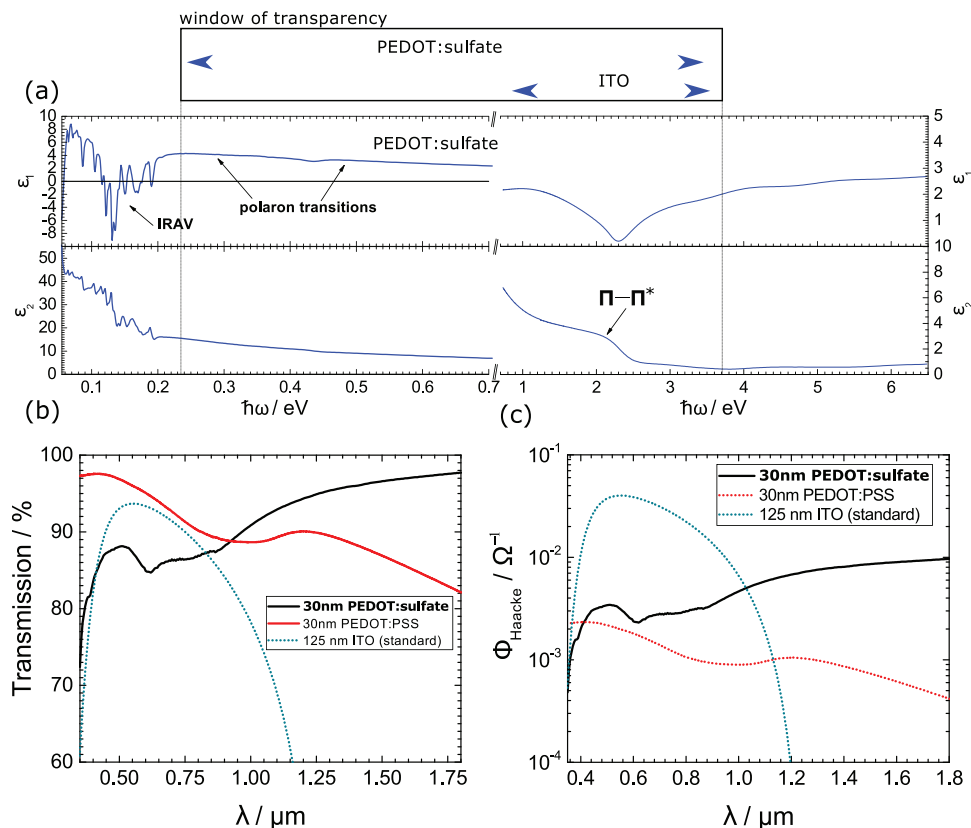 window of transparency
PEDOT:sulfate
ITO
(a)
10
8
6
4
2
0
-2
-4
-6
-8
ε1
PEDOT:sulfate
IRAV
polaron transitions
5
4
3
2
1
10
ε1
50
40
30
20
10
0
ε2
Π—Π*
8
6
4
2
0
ε2
0.1 0.2 0.3 0.4 0.5 0.6 0.7
1 2 3 4 5 6
ħω / eV
ħω / eV
(b)
100
90
80
70
60
Transmission / %
30nm PEDOT:sulfate
30nm PEDOT:PSS
125 nm ITO (standard)
0.50 0.75 1.00 1.25 1.50 1.75
λ / μm
(c)
10⁻¹
10⁻²
10⁻³
10⁻⁴
ΦHaacke / Ω⁻¹
30nm PEDOT:sulfate
30nm PEDOT:PSS
125 nm ITO (standard)
0.4 0.6 0.8 1.0 1.2 1.4 1.6 1.8
λ / μm